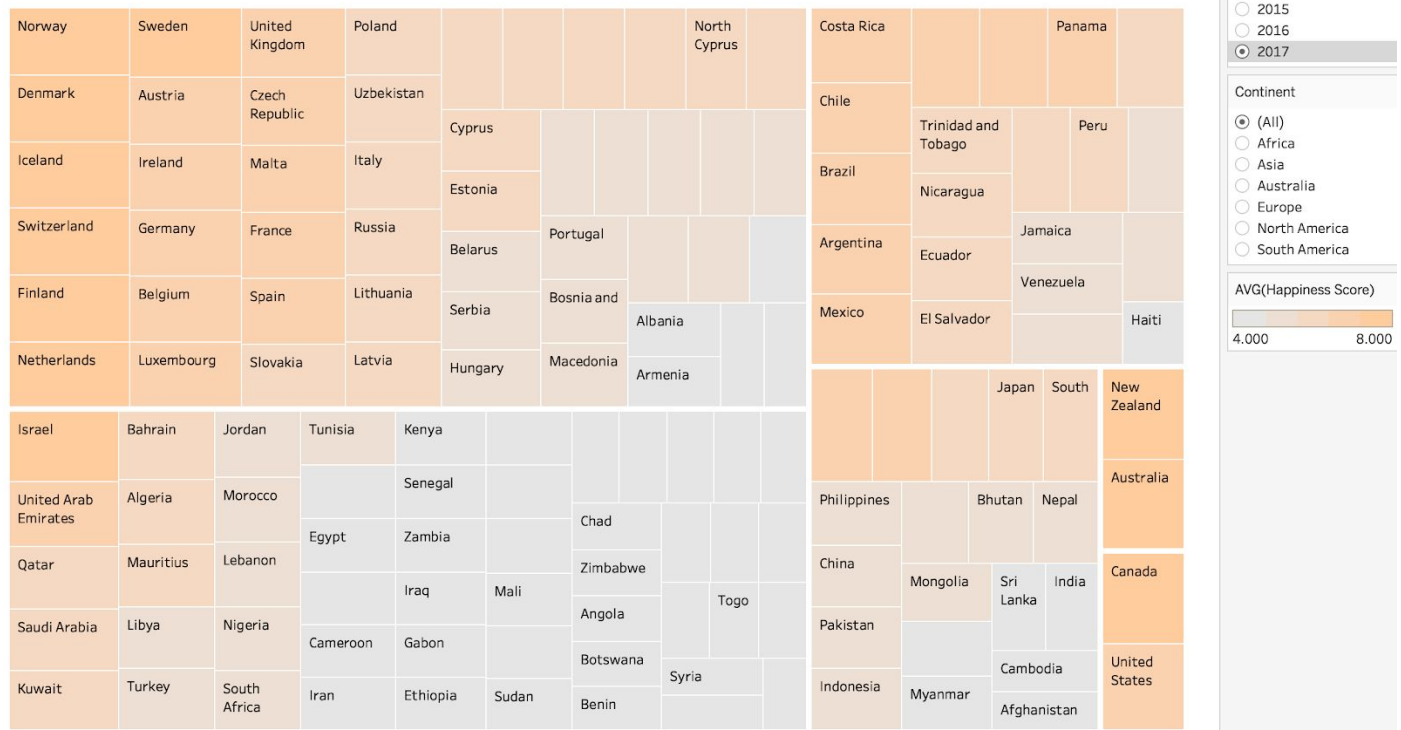 Norway
Denmark
Iceland
Switzerland
Finland
Netherlands
Sweden
Austria
Ireland
Germany
Belgium
Luxembourg
United
Kingdom
Czech
Republic
Malta
France
Spain
Slovakia
Poland
Uzbekistan
Italy
Russia
Lithuania
Latvia
North
Cyprus
Cyprus
Estonia
Belarus
Serbia
Hungary
Portugal
Bosnia and
Macedonia
Albania
Armenia
Costa Rica
Chile
Brazil
Argentina
Mexico
Panama
Trinidad and
Tobago
Nicaragua
Ecuador
El Salvador
Peru
Jamaica
Venezuela
Haiti
Israel
United Arab
Emirates
Qatar
Saudi Arabia
Kuwait
Bahrain
Algeria
Mauritius
Libya
Turkey
Jordan
Morocco
Lebanon
Nigeria
South
Africa
Tunisia
Egypt
Cameroon
Iran
Kenya
Senegal
Zambia
Iraq
Gabon
Ethiopia
Mali
Sudan
Chad
Zimbabwe
Angola
Botswana
Benin
Togo
Syria
Japan
South
Philippines
China
Pakistan
Indonesia
Bhutan
Nepal
Mongolia
Myanmar
Sri
Lanka
India
Cambodia
Afghanistan
New
Zealand
Australia
Canada
United
States
2015
2016
2017
Continent
(All)
Africa
Asia
Australia
Europe
North America
South America
AVG(Happiness Score)
4.000 8.000